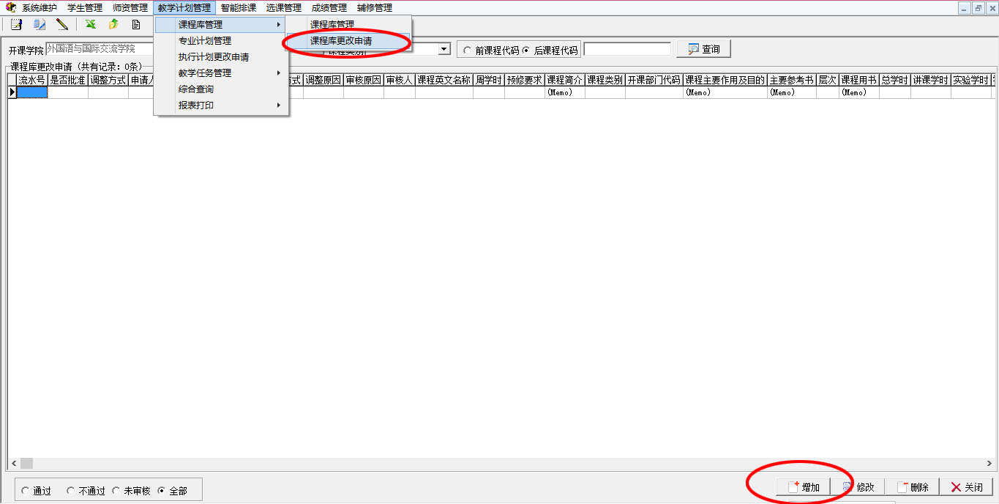 系统维护 学生管理 师资管理 教学计划管理 智能排课 选课管理 成绩管理 辅修管理
课程库管理
专业计划管理
执行计划更改申请
教学任务管理
综合查询
报表打印
课程库管理
课程库更改申请
开课学院 外国语与国际交流学院 课程类别 前课程代码 后课程代码 查询
课程库更改申请（共有记录：0条）
流水号 是否批准 调整方式 申请人 方式 调整原因 审核原因 审核人 课程英文名称 周学时 预修要求 课程简介 课程类别 开课部门代码 课程主要作用及目的 主要参考书 层次 课程用书 总学时 讲课学时 实验学时
(Memo) (Memo) (Memo) (Memo)
通过 不通过 未审核 全部 增加 修改 删除 关闭